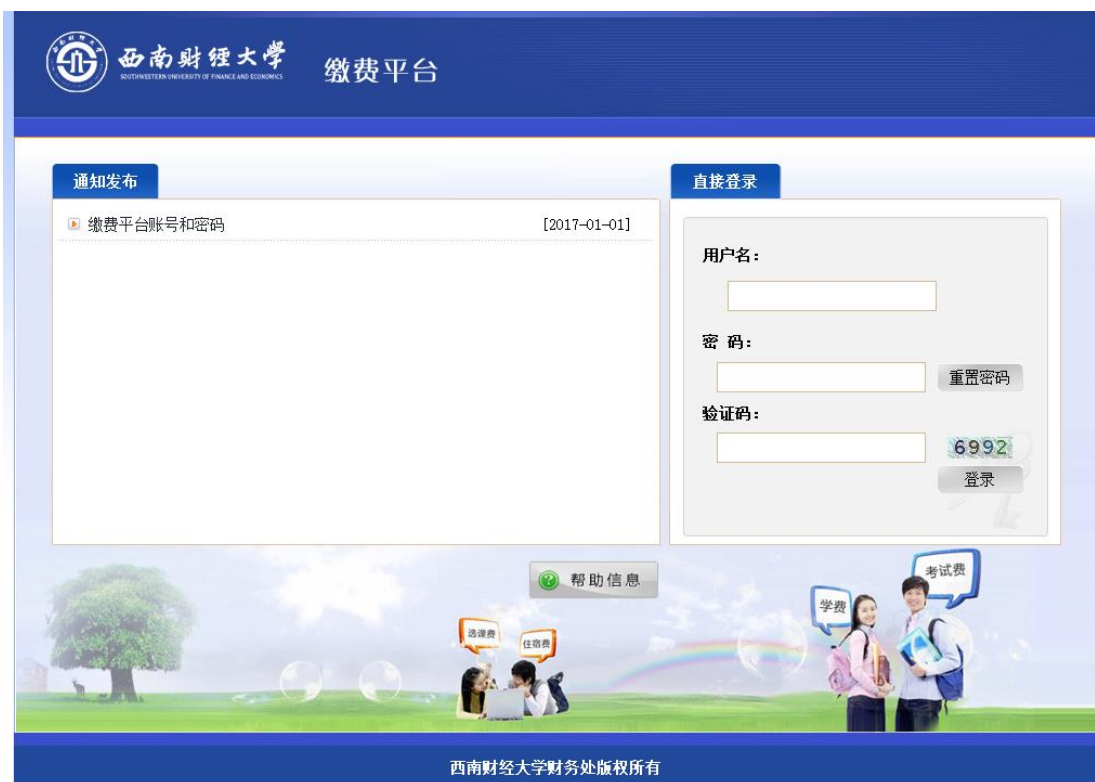 西南财经大学
SOUTHWESTERN UNIVERSITY OF FINANCE AND ECONOMICS
缴费平台
通知发布
缴费平台账号和密码 [2017-01-01]
直接登录
用户名：
密 码：
重置密码
验证码：
6992
登录
帮助信息
选课费
住宿费
学费
考试费
西南财经大学财务处版权所有